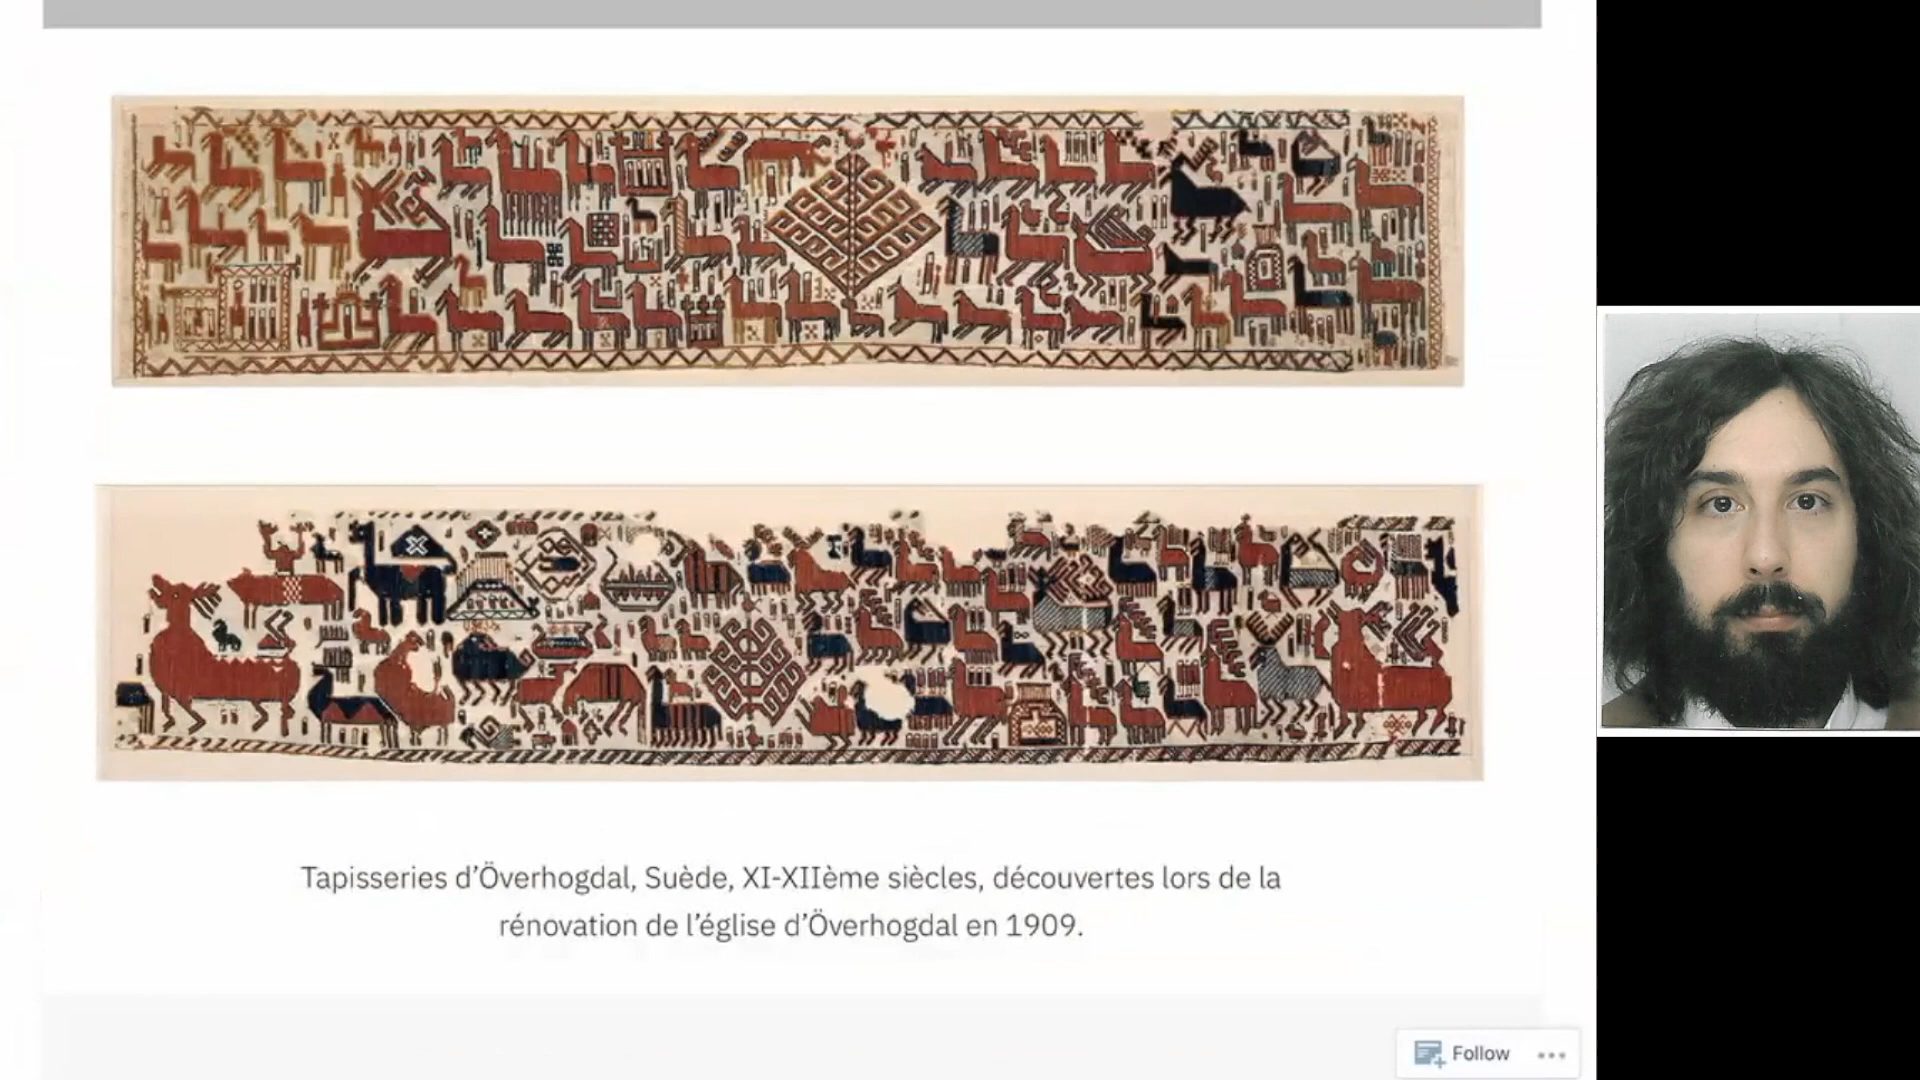 Tapisseries d’Överhogdal, Suède, XI-XIIème siècles, découvertes lors de la
rénovation de l’église d’Överhogdal en 1909.
Follow